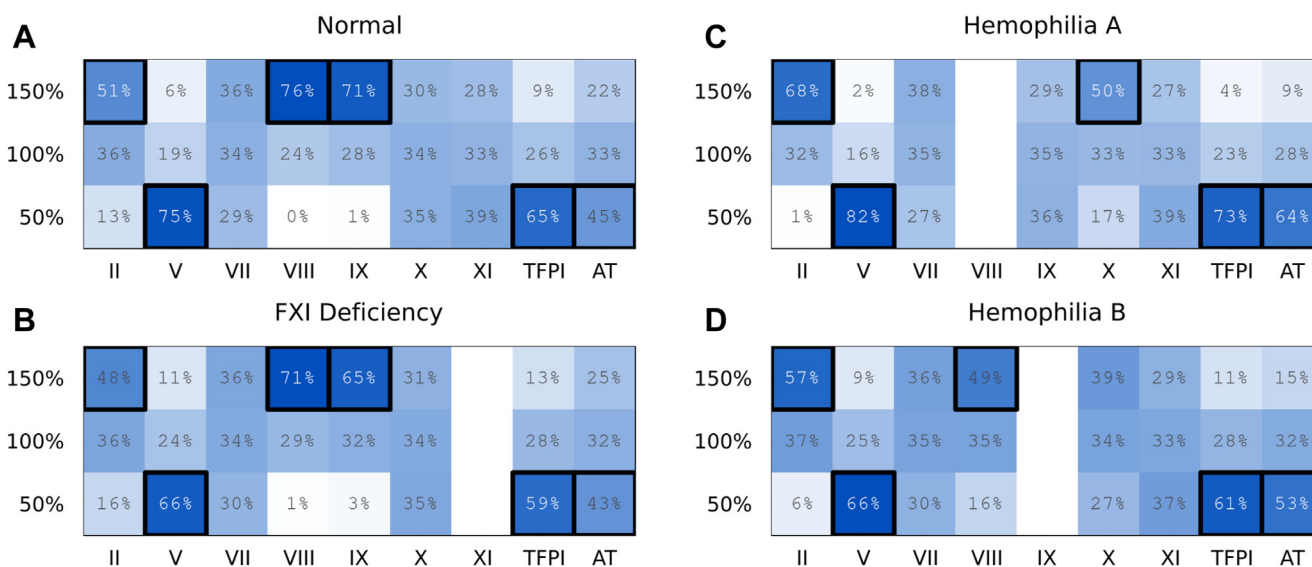 A Normal
150% 51% 6% 36% 76% 71% 30% 28% 9% 22%
100% 36% 19% 34% 24% 28% 34% 33% 26% 33%
50% 13% 75% 29% 0% 1% 35% 39% 65% 45%
II V VII VIII IX X XI TFPI AT
B FXI Deficiency
150% 48% 11% 36% 71% 65% 31% 13% 25%
100% 36% 24% 34% 29% 32% 34% 28% 32%
50% 16% 66% 30% 1% 3% 35% 59% 43%
II V VII VIII IX X XI TFPI AT
C Hemophilia A
150% 68% 2% 38% 29% 50% 27% 4% 9%
100% 32% 16% 35% 35% 33% 33% 23% 28%
50% 1% 82% 27% 36% 17% 39% 73% 64%
II V VII VIII IX X XI TFPI AT
D Hemophilia B
150% 57% 9% 36% 49% 39% 29% 11% 15%
100% 37% 25% 35% 35% 34% 33% 28% 32%
50% 6% 66% 30% 16% 27% 37% 61% 53%
II V VII VIII IX X XI TFPI AT